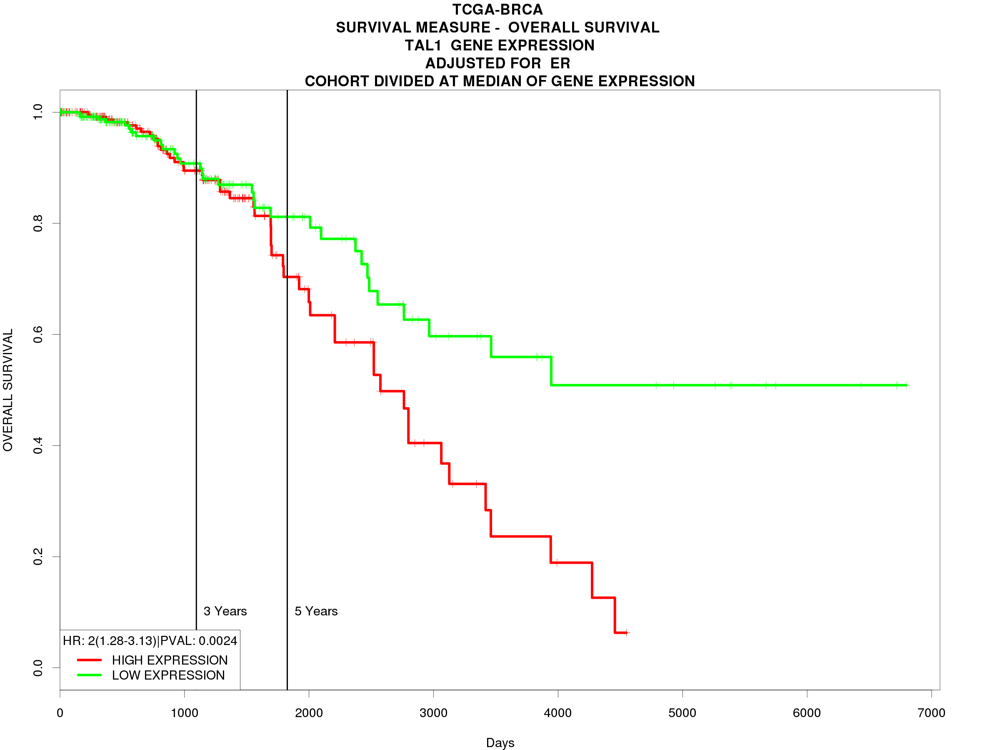 TCGA-BRCA
SURVIVAL MEASURE -  OVERALL SURVIVAL
TAL1  GENE EXPRESSION
ADJUSTED FOR  ER
COHORT DIVIDED AT MEDIAN OF GENE EXPRESSION
OVERALL SURVIVAL
1.0
0.8
0.6
0.4
0.2
0.0
3 Years
5 Years
HR: 2(1.28-3.13)|PVAL: 0.0024
HIGH EXPRESSION
LOW EXPRESSION
0 1000 2000 3000 4000 5000 6000 7000
Days